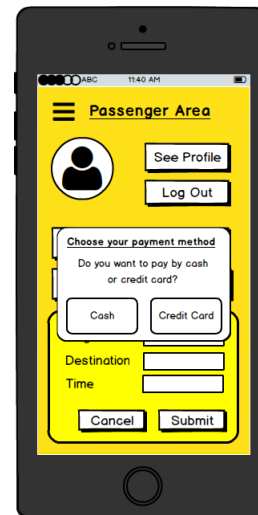 ABC 11:40 AM
Passenger Area
See Profile
Log Out
Choose your payment method
Do you want to pay by cash
or credit card?
Cash Credit Card
Destination
Time
Cancel Submit